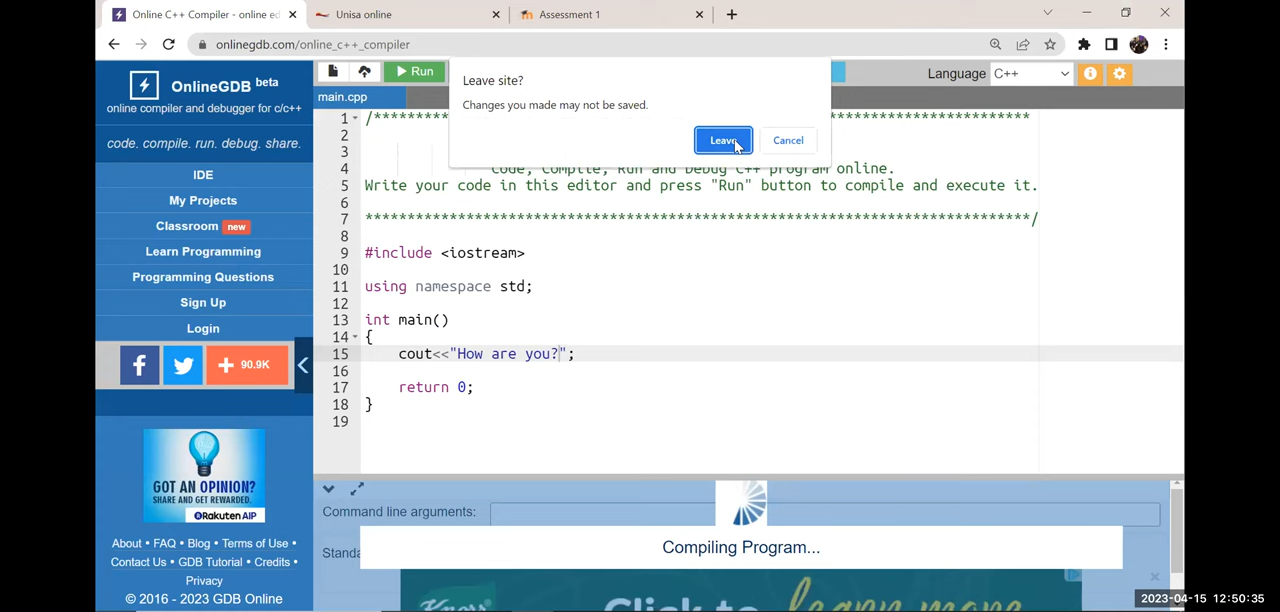 Online C++ Compiler - online ed
Unisa online
Assessment 1
onlinegdb.com/online_c++_compiler
OnlineGDB beta
online compiler and debugger for c/c++
code. compile. run. debug. share.
IDE
My Projects
Classroom new
Learn Programming
Programming Questions
Sign Up
Login
90.9K
GOT AN OPINION?
SHARE AND GET REWARDED.
Rakuten AIP
About • FAQ • Blog • Terms of Use •
Contact Us • GDB Tutorial • Credits •
Privacy
© 2016 - 2023 GDB Online
Run
Language C++
main.cpp
Leave site?
Changes you made may not be saved.
Leave
Cancel
1 /******************************************************************************
2
3
4 Code, Compile, Run and Debug C++ program online.
5 Write your code in this editor and press "Run" button to compile and execute it.
6
7 *******************************************************************************/
8
9 #include <iostream>
10
11 using namespace std;
12
13 int main()
14 {
15 cout<<"How are you?";
16
17 return 0;
18 }
19
Command line arguments:
Standa
Compiling Program...
Knorr
Click to learn more
2023-04-15 12:50:35